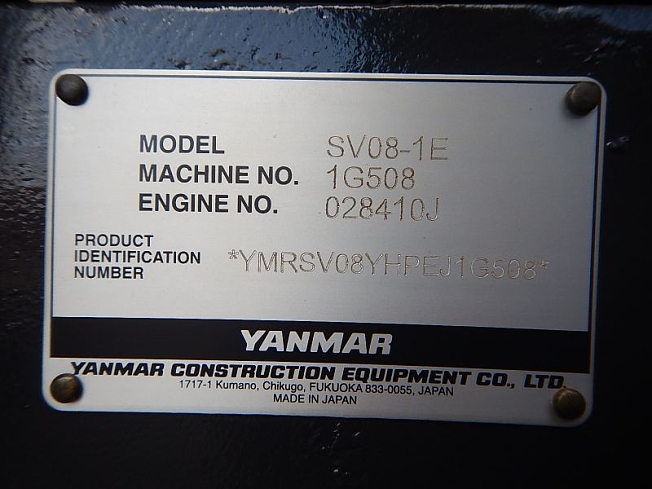 MODEL SV08-1E
MACHINE NO. 1G508
ENGINE NO. 028410J
PRODUCT
IDENTIFICATION
NUMBER
*YMRSV08YHPEJ1G508*
YANMAR
YANMAR CONSTRUCTION EQUIPMENT CO., LTD.
1717-1 Kumano, Chikugo, FUKUOKA 833-0055, JAPAN
MADE IN JAPAN